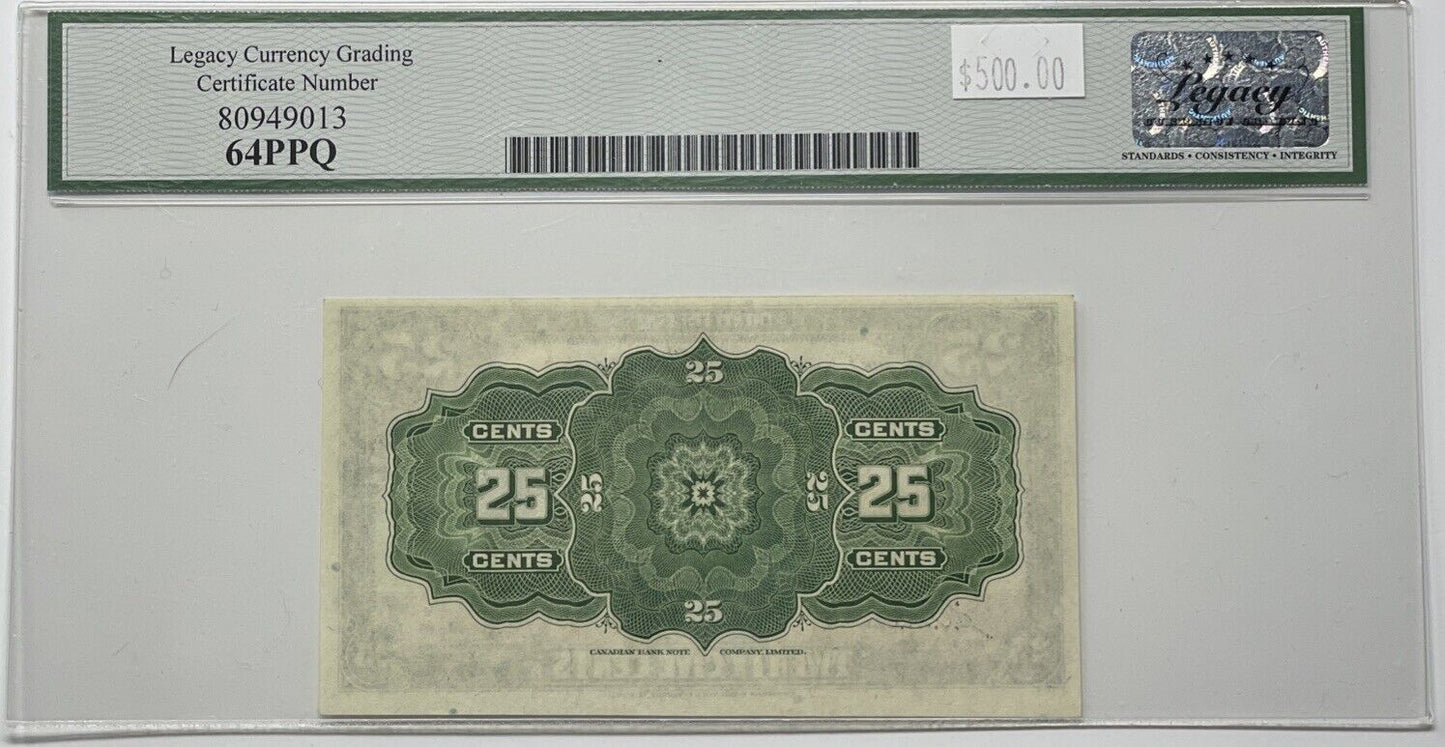 Legacy Currency Grading
Certificate Number
80949013
64PPQ
$500.00
Legacy
STANDARDS • CONSISTENCY • INTEGRITY
25
CENTS
CENTS
25
25
25
25
CENTS
CENTS
25
CANADIAN BANK NOTE COMPANY, LIMITED.